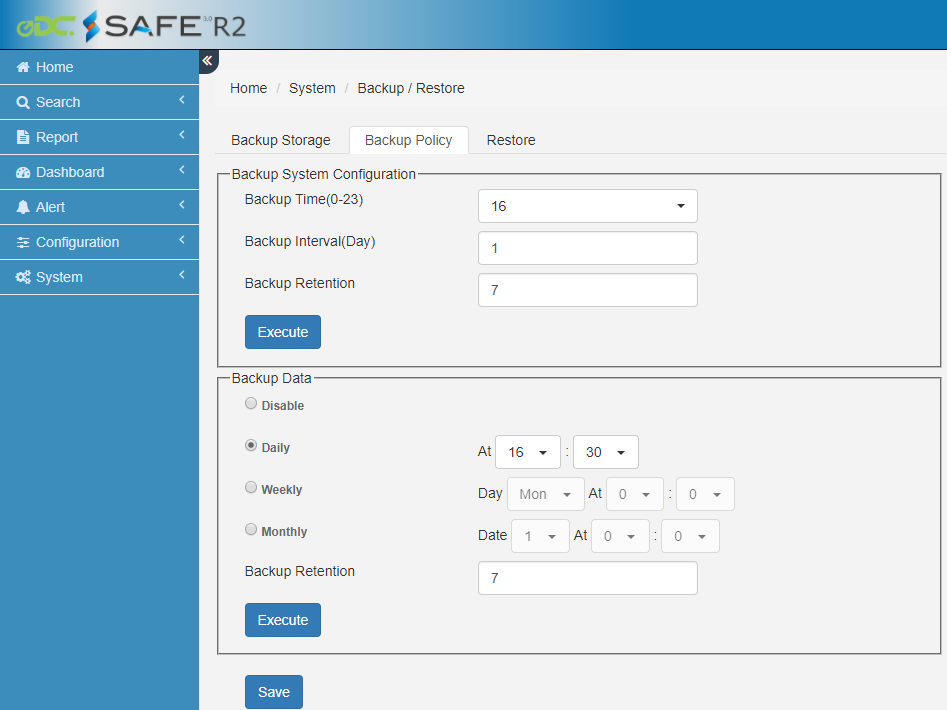 GDC. SAFE 3.0 R2
Home
Search
Report
Dashboard
Alert
Configuration
System
Home / System / Backup / Restore
Backup Storage Backup Policy Restore
Backup System Configuration
Backup Time(0-23) 16
Backup Interval(Day) 1
Backup Retention 7
Execute
Backup Data
Disable
Daily At 16 : 30
Weekly Day Mon At 0 : 0
Monthly Date 1 At 0 : 0
Backup Retention 7
Execute
Save